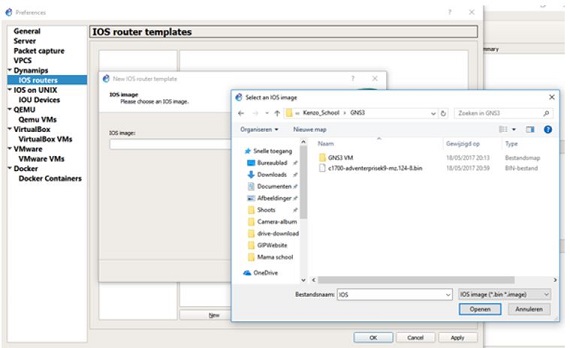 Preferences
General
Server
Packet capture
VPCS
Dynamips
IOS routers
IOS on UNIX
IOU Devices
QEMU
Qemu VMs
VirtualBox
VirtualBox VMs
VMware
VMware VMs
Docker
Docker Containers
IOS router templates
New IOS router template
IOS image
Please choose an IOS image.
IOS image:
New
OK
Cancel
Apply
mmary
Select an IOS image
« Kenzo_School > GNS3
Zoeken in GNS3
Organiseren
Nieuwe map
Naam
Gewijzigd op
Type
Snelle toegang
Bureaublad
Downloads
Documenten
Afbeeldinger
Shoots
Camera-album
drive-download
GIPWebsite
Mama school
OneDrive
GNS3 VM
18/05/2017 20:13
Bestandsmap
c1700-adventerprisek9-mz.124-8.bin
18/05/2017 20:59
BIN-bestand
Bestandsnaam:
IOS
IOS image (*.bin *.image)
Openen
Annuleren